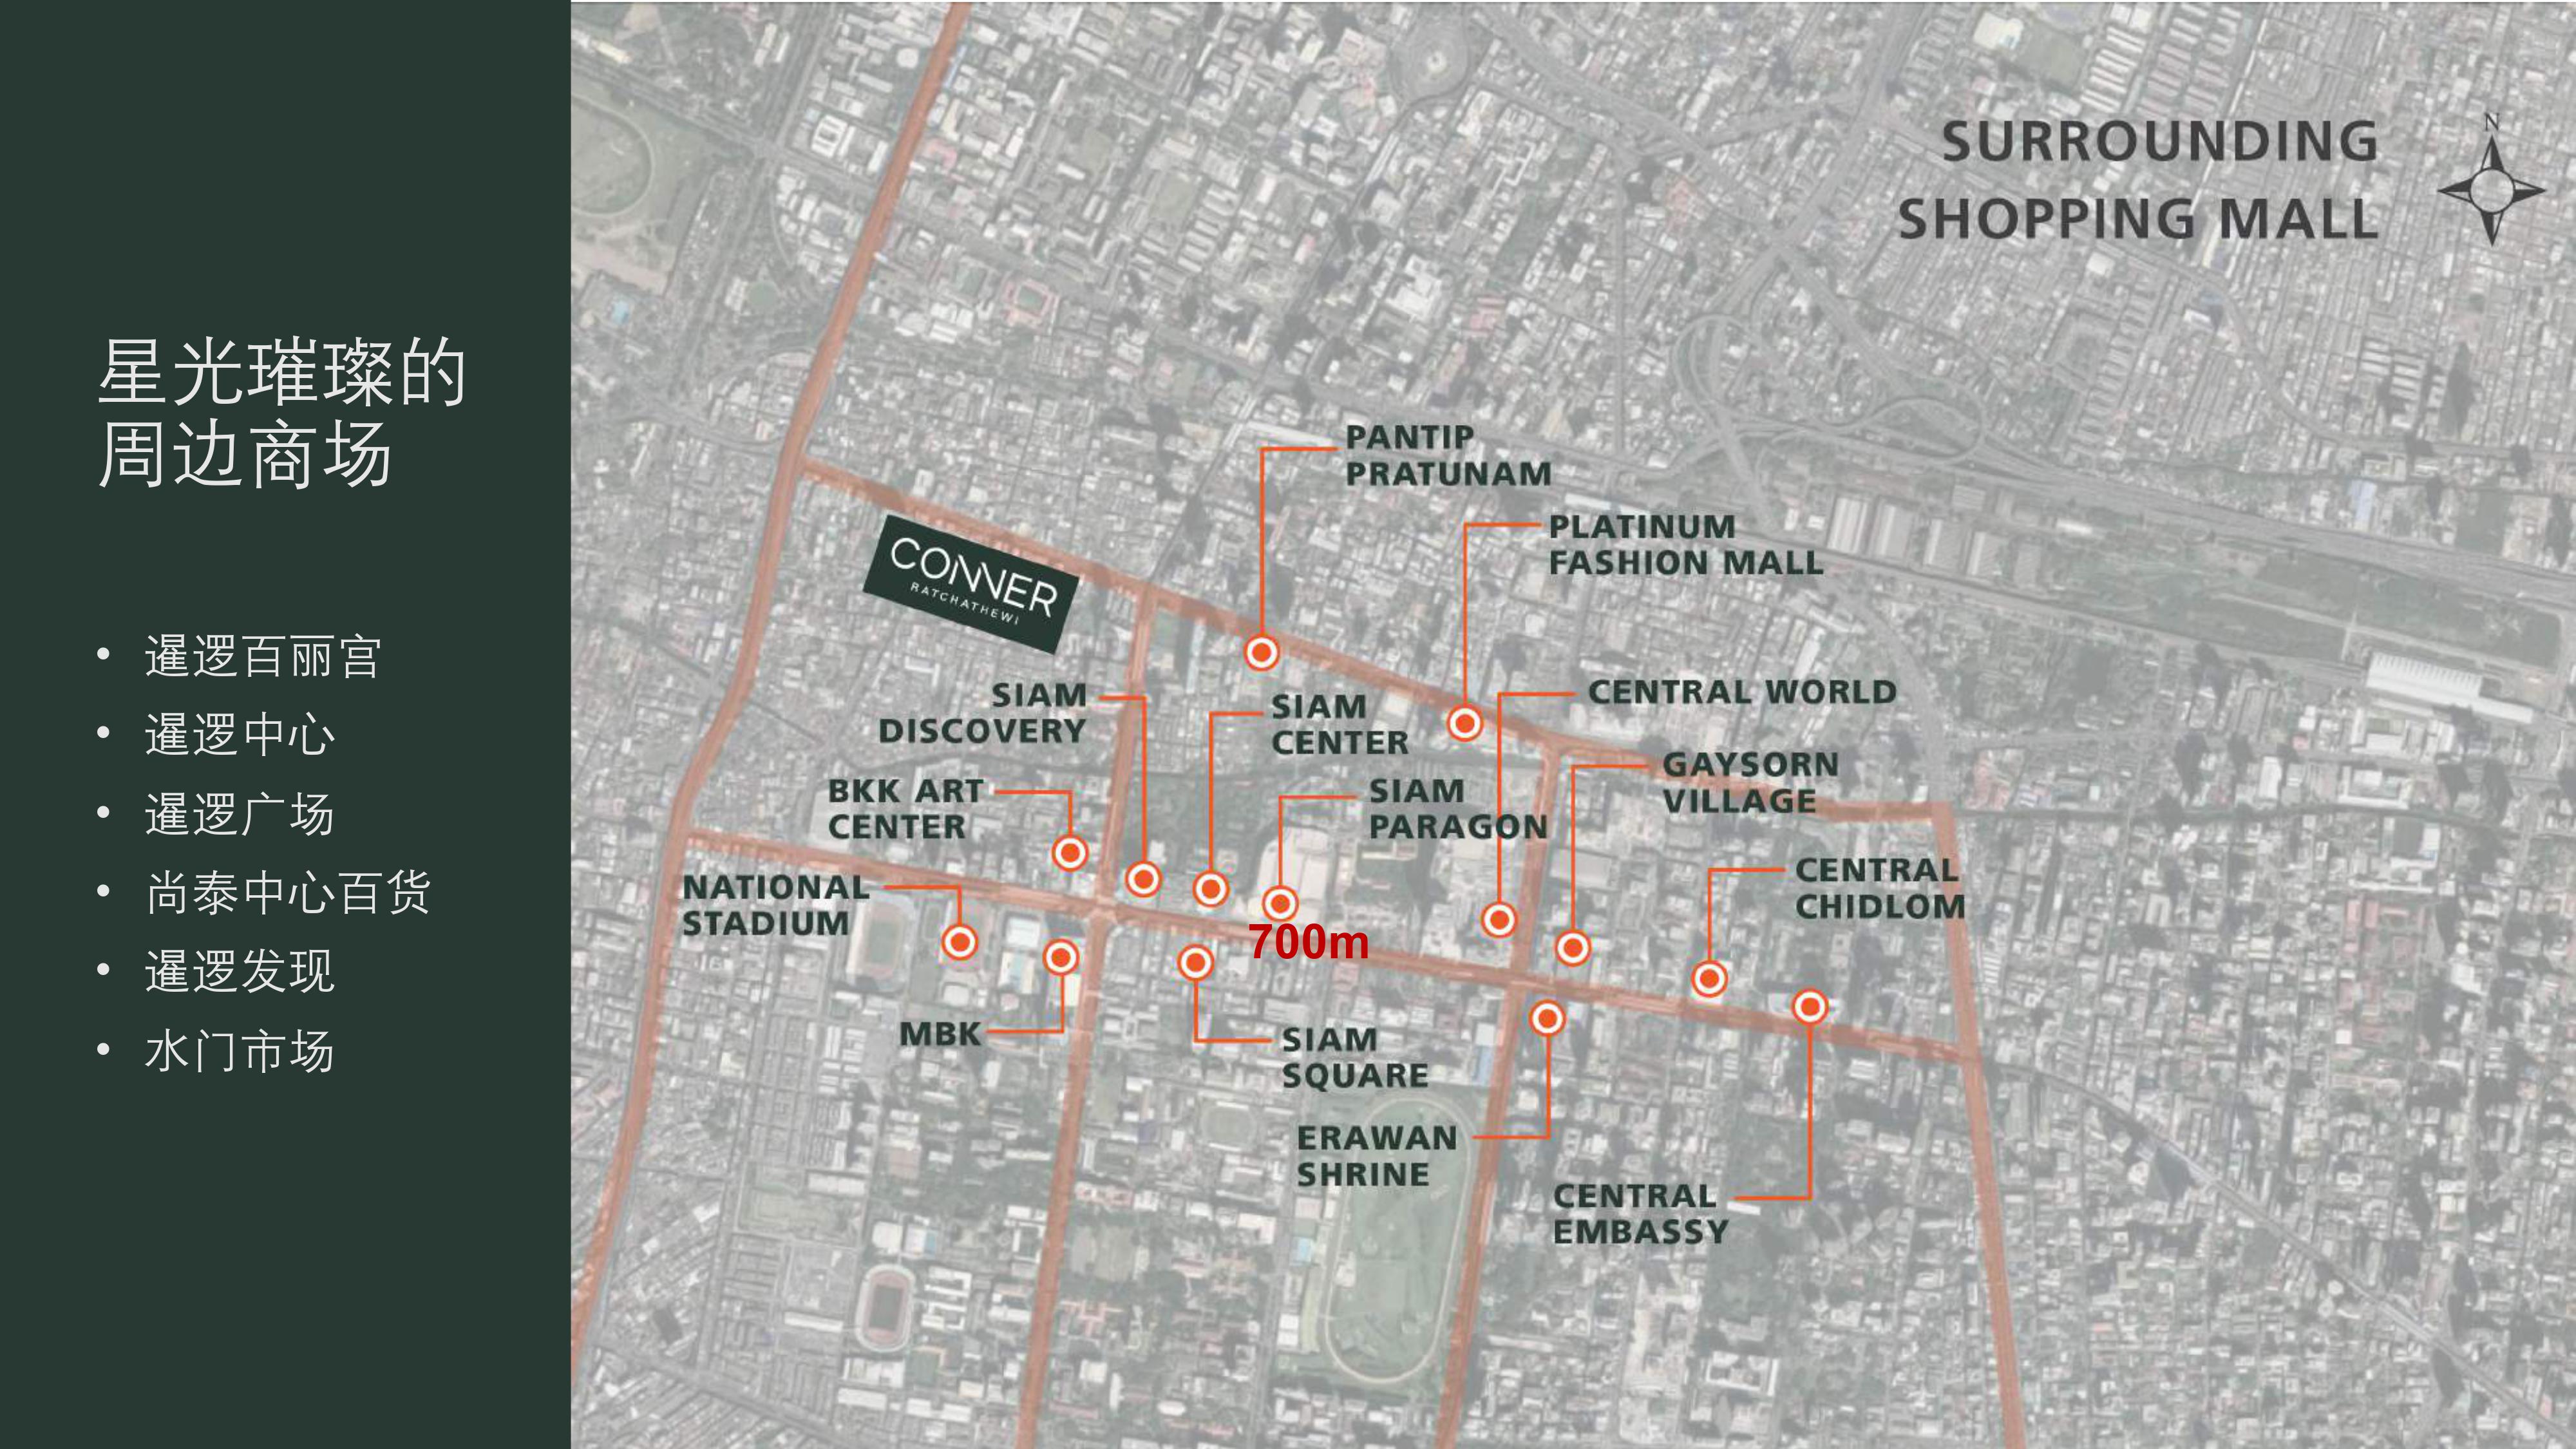 星光璀璨的
周边商场
• 暹逻百丽宫
• 暹逻中心
• 暹逻广场
• 尚泰中心百货
• 暹逻发现
• 水门市场
SURROUNDING
SHOPPING MALL
N
PANTIP
PRATUNAM
PLATINUM
FASHION MALL
CONNER
RATCHATHEWI
SIAM
DISCOVERY
SIAM
CENTER
CENTRAL WORLD
BKK ART
CENTER
SIAM
PARAGON
GAYSORN
VILLAGE
NATIONAL
STADIUM
700m
CENTRAL
CHIDLOM
MBK
SIAM
SQUARE
ERAWAN
SHRINE
CENTRAL
EMBASSY